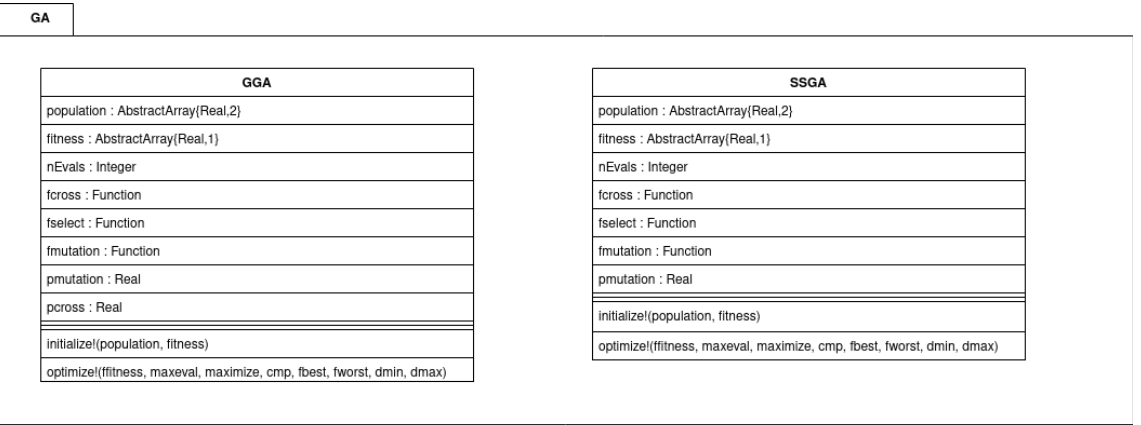 GA
GGA
population : AbstractArray{Real,2}
fitness : AbstractArray{Real,1}
nEvals : Integer
fcross : Function
fselect : Function
fmutation : Function
pmutation : Real
pcross : Real
initialize!(population, fitness)
optimize!(ffitness, maxeval, maximize, cmp, fbest, fworst, dmin, dmax)
SSGA
population : AbstractArray{Real,2}
fitness : AbstractArray{Real,1}
nEvals : Integer
fcross : Function
fselect : Function
fmutation : Function
pmutation : Real
initialize!(population, fitness)
optimize!(ffitness, maxeval, maximize, cmp, fbest, fworst, dmin, dmax)